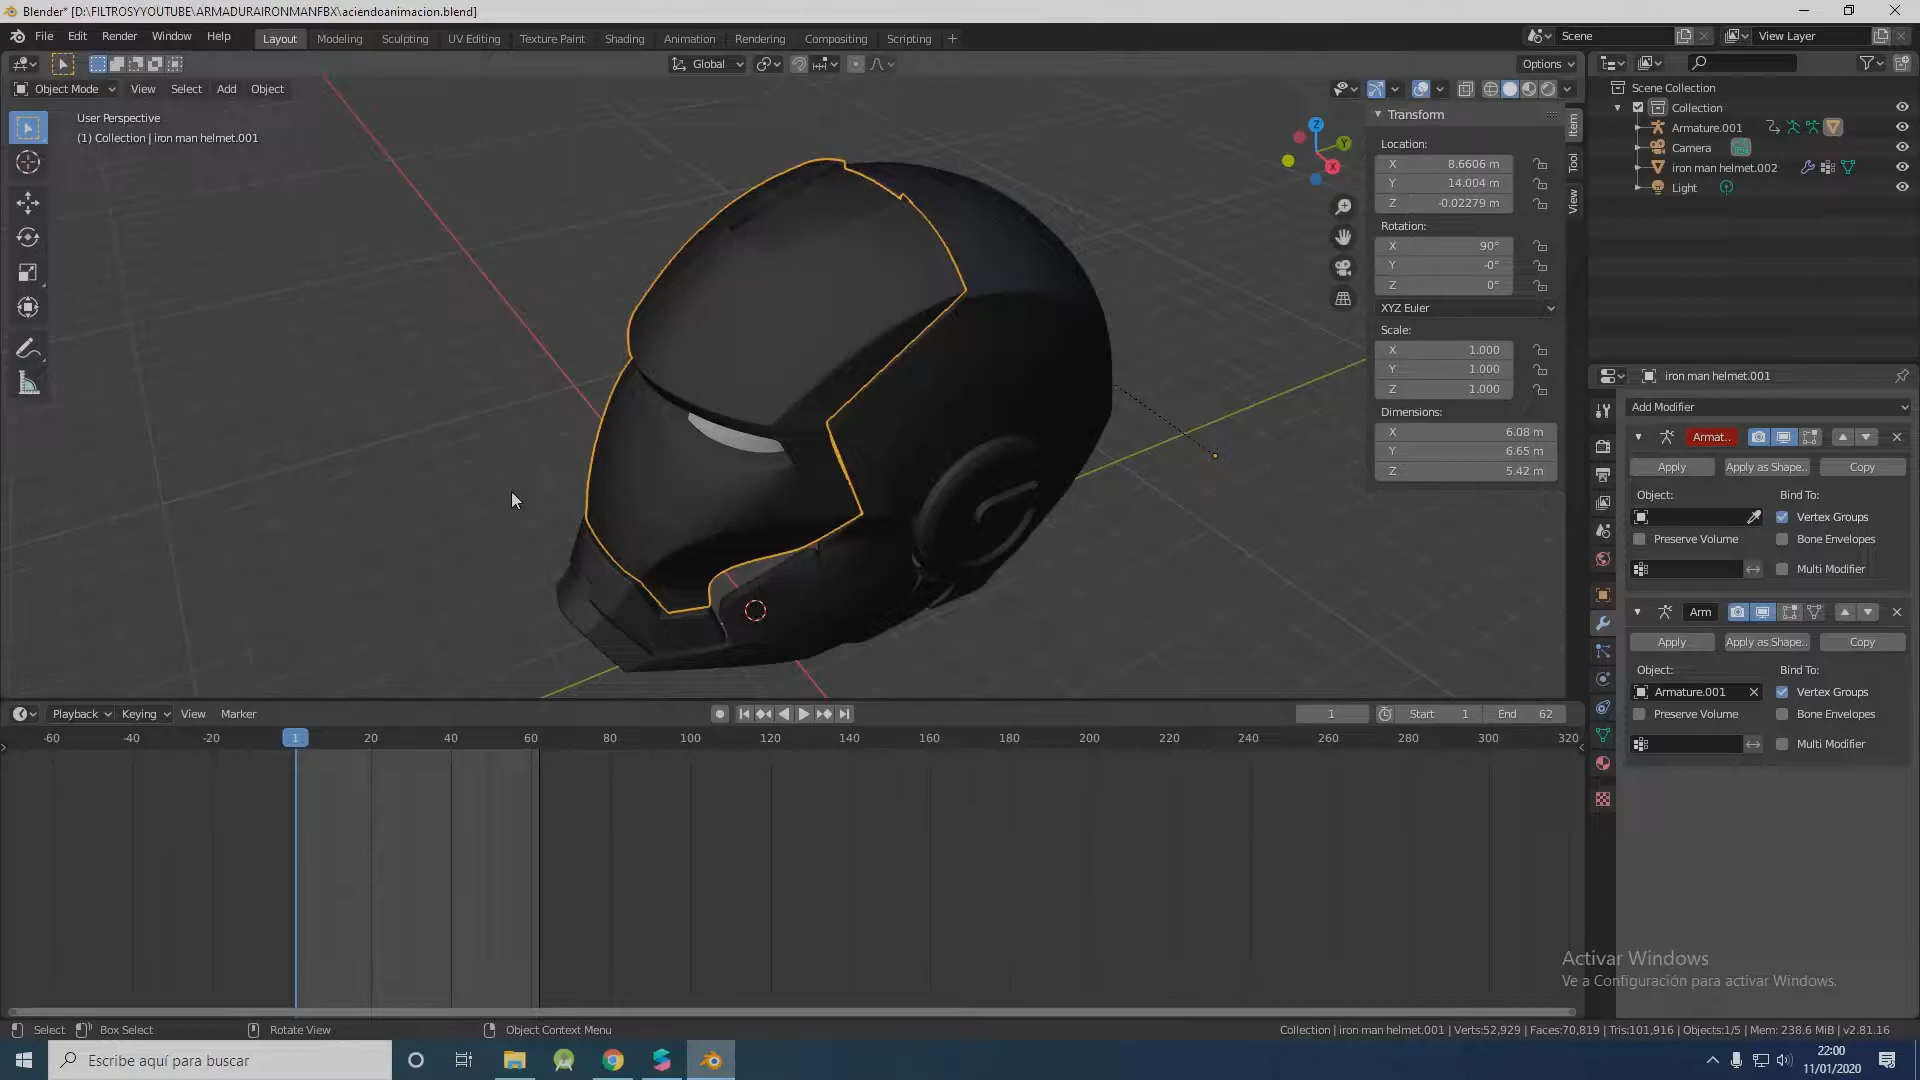 Blender* [D:\FILTROSYYOUTUBE\ARMADURAIRONMANFBX\aciendoanimacion.blend]
File Edit Render Window Help Layout Modeling Sculpting UV Editing Texture Paint Shading Animation Rendering Compositing Scripting + Scene View Layer
Global Options
Object Mode View Select Add Object
User Perspective
(1) Collection | iron man helmet.001
Z
Y
X
Transform
Location:
X 8.6606 m
Y 14.004 m
Z -0.02279 m
Rotation:
X 90°
Y -0°
Z 0°
XYZ Euler
Scale:
X 1.000
Y 1.000
Z 1.000
Dimensions:
X 6.08 m
Y 6.65 m
Z 5.42 m
Item
Tool
View
Scene Collection
Collection
Armature.001
Camera
iron man helmet.002
Light
iron man helmet.001
Add Modifier
Armat..
Apply Apply as Shape.. Copy
Object: Bind To:
Vertex Groups
Preserve Volume Bone Envelopes
Multi Modifier
Arm
Apply Apply as Shape.. Copy
Object: Bind To:
Armature.001 Vertex Groups
Preserve Volume Bone Envelopes
Multi Modifier
Playback Keying View Marker 1 Start 1 End 62
-60 -40 -20 1 20 40 60 80 100 120 140 160 180 200 220 240 260 280 300 320
Activar Windows
Ve a Configuración para activar Windows.
Select Box Select Rotate View Object Context Menu Collection | iron man helmet.001 | Verts:52,929 | Faces:70,819 | Tris:101,916 | Objects:1/5 | Mem: 238.6 MiB | v2.81.16
Escribe aquí para buscar
22:00
11/01/2020